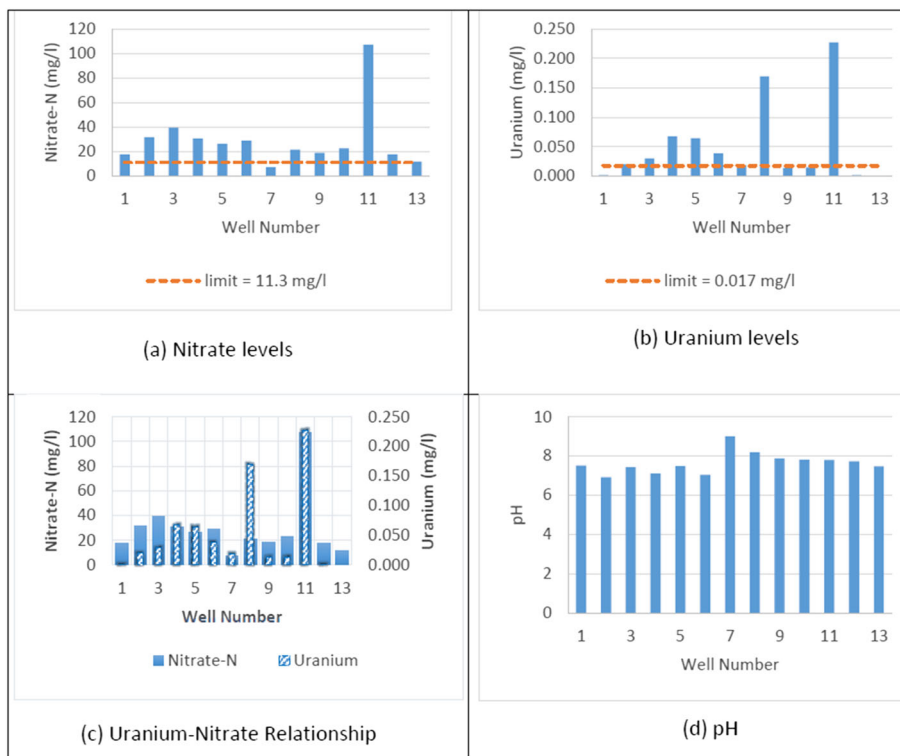 Nitrate-N (mg/l)
120
100
80
60
40
20
0
1 3 5 7 9 11 13
Well Number
limit = 11.3 mg/l
(a) Nitrate levels
Uranium (mg/l)
0.250
0.200
0.150
0.100
0.050
0.000
1 3 5 7 9 11 13
Well Number
limit = 0.017 mg/l
(b) Uranium levels
Nitrate-N (mg/l)
120
100
80
60
40
20
0
0.250
0.200
0.150
0.100
0.050
0.000
Uranium (mg/l)
1 3 5 7 9 11 13
Well Number
Nitrate-N Uranium
(c) Uranium-Nitrate Relationship
pH
10
8
6
4
2
0
1 3 5 7 9 11 13
Well Number
(d) pH